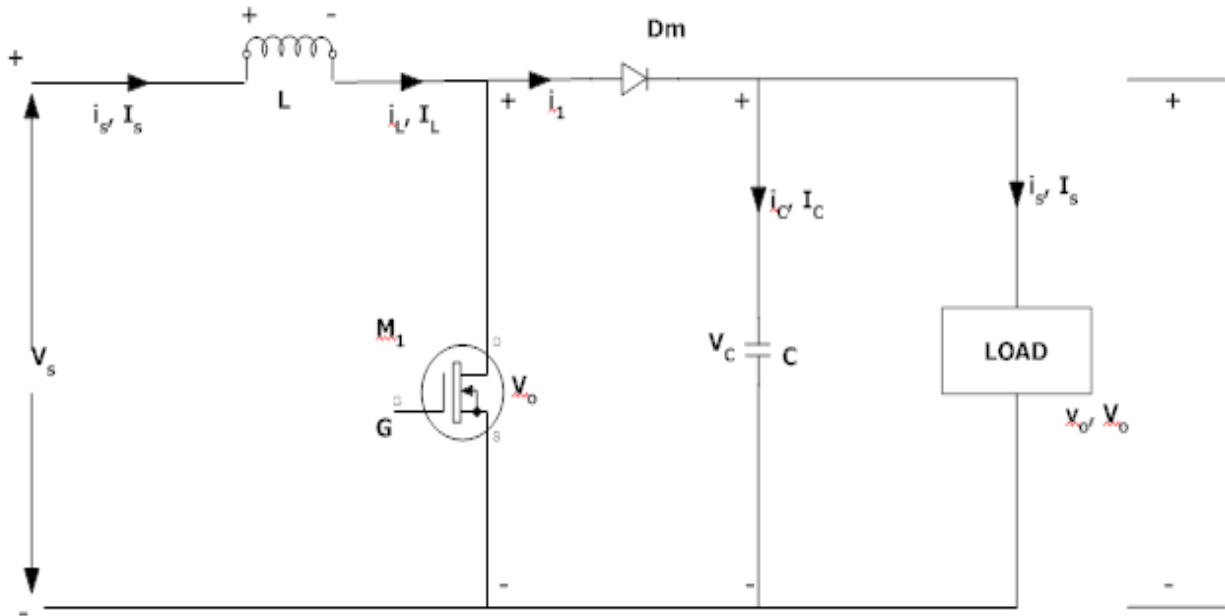 + -
Dm
+
L
i_s, I_s
i_L, I_L
+
i_1
+
+
i_C, I_C
i_s, I_s
M_1
D
V_s
V_o
V_C
C
LOAD
G
G
S
v_o, V_o
-
-
-
-